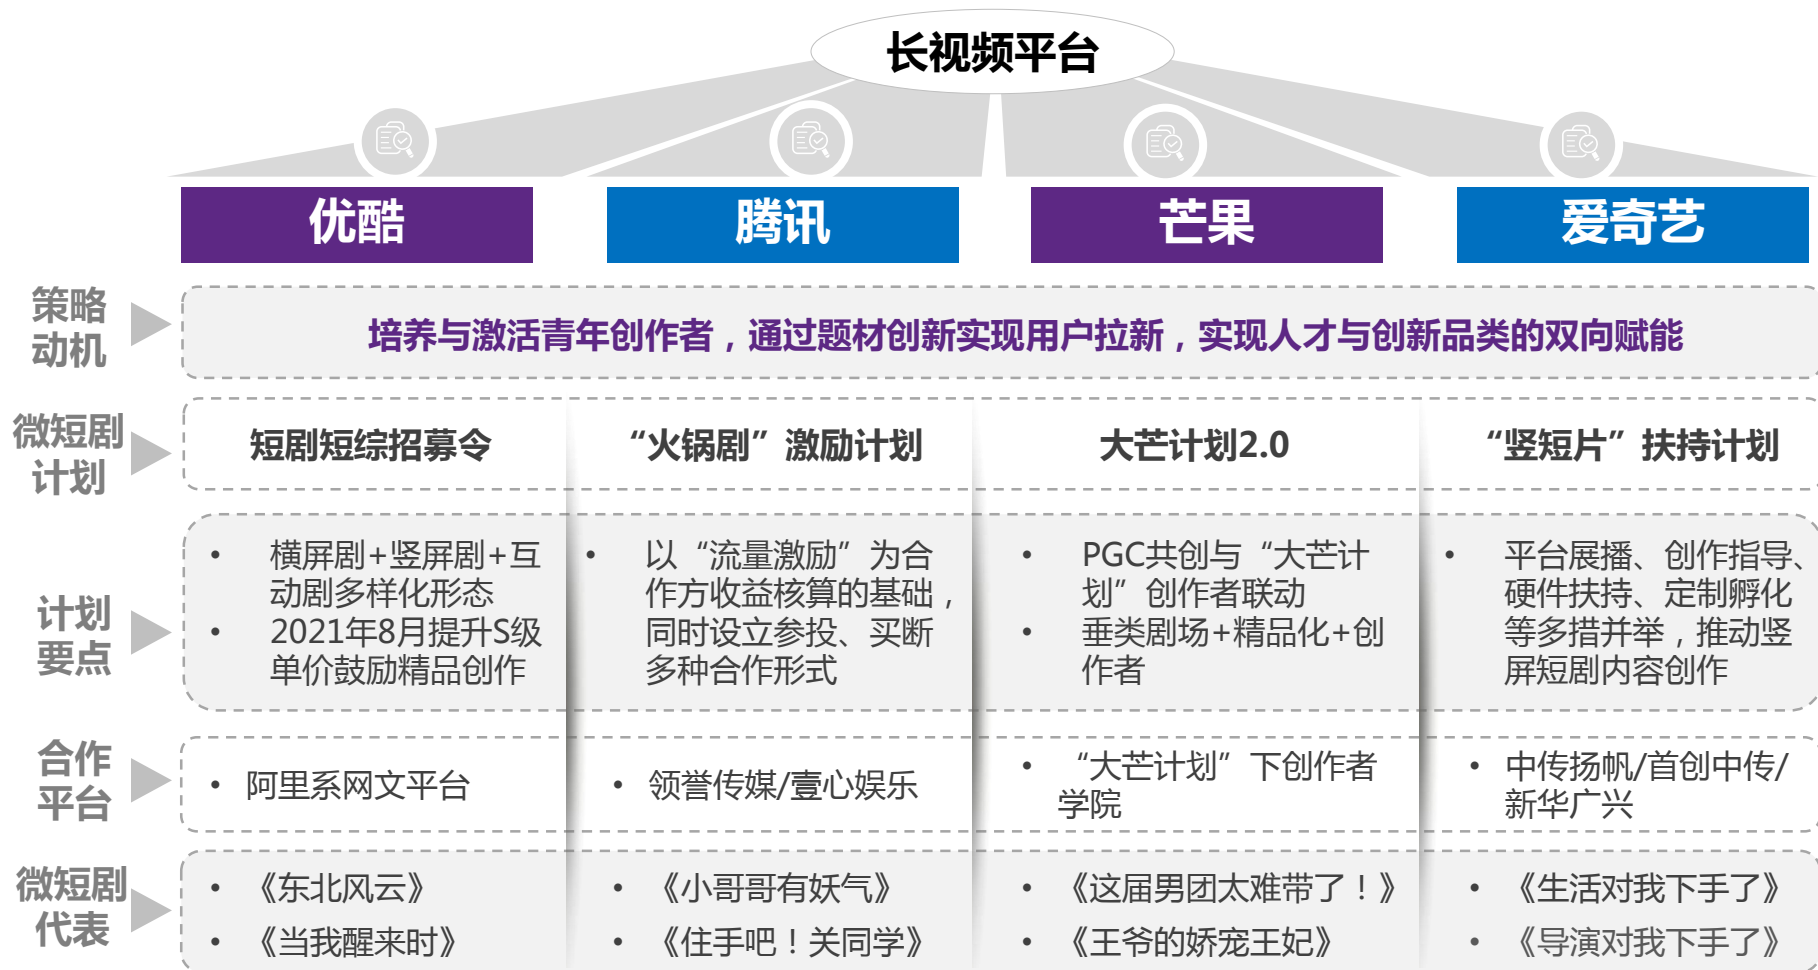 长视频平台
优酷
腾讯
芒果
爱奇艺
策略
动机
培养与激活青年创作者，通过题材创新实现用户拉新，实现人才与创新品类的双向赋能
微短剧
计划
短剧短综招募令
“火锅剧”激励计划
大芒计划2.0
“竖短片”扶持计划
计划
要点
• 横屏剧+竖屏剧+互
动剧多样化形态
• 2021年8月提升S级
单价鼓励精品创作
• 以“流量激励”为合
作方收益核算的基础，
同时设立参投、买断
多种合作形式
• PGC共创与“大芒计
划”创作者联动
• 垂类剧场+精品化+创
作者
• 平台展播、创作指导、
硬件扶持、定制孵化
等多措并举，推动竖
屏短剧内容创作
合作
平台
• 阿里系网文平台
• 领誉传媒/壹心娱乐
• “大芒计划”下创作者
学院
• 中传扬帆/首创中传/
新华广兴
微短剧
代表
• 《东北风云》
• 《当我醒来时》
• 《小哥哥有妖气》
• 《住手吧！关同学》
• 《这届男团太难带了！》
• 《王爷的娇宠王妃》
• 《生活对我下手了》
• 《导演对我下手了》